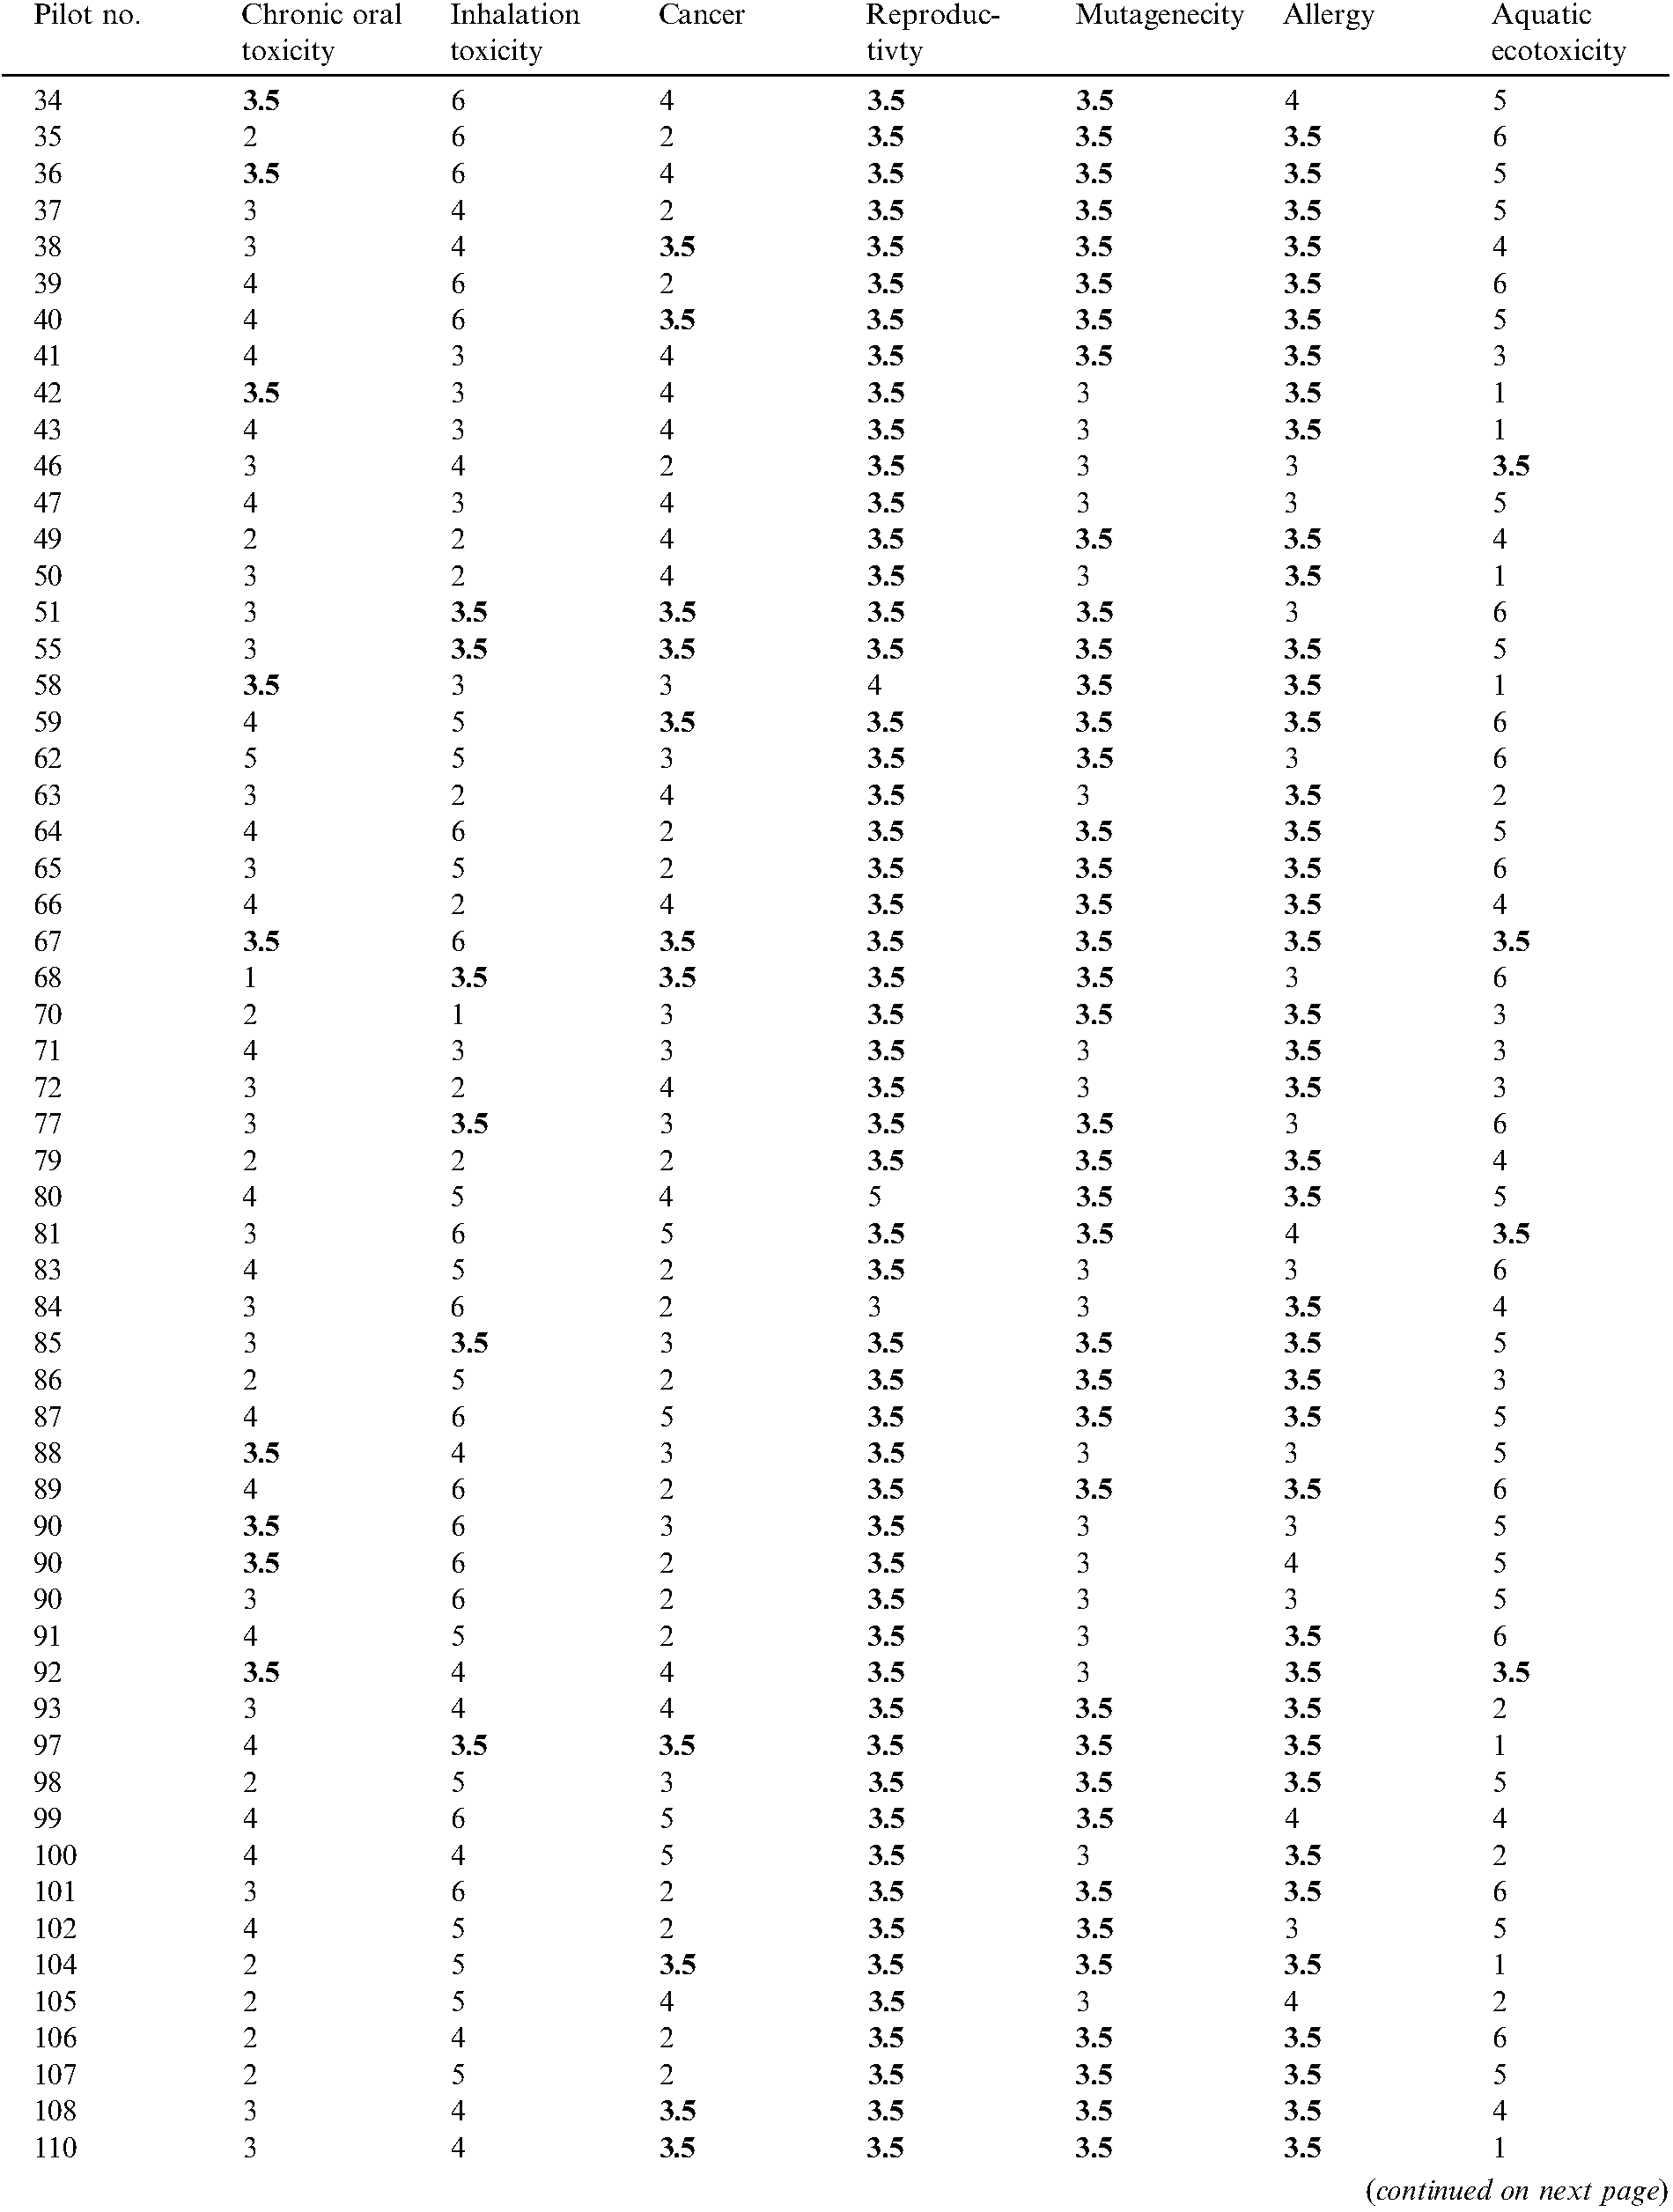 Pilot no. Chronic oral toxicity Inhalation toxicity Cancer Reproduc-tivty Mutagenecity Allergy Aquatic ecotoxicity
34 3.5 6 4 3.5 3.5 4 5
35 2 6 2 3.5 3.5 3.5 6
36 3.5 6 4 3.5 3.5 3.5 5
37 3 4 2 3.5 3.5 3.5 5
38 3 4 3.5 3.5 3.5 3.5 4
39 4 6 2 3.5 3.5 3.5 6
40 4 6 3.5 3.5 3.5 3.5 5
41 4 3 4 3.5 3.5 3.5 3
42 3.5 3 4 3.5 3 3.5 1
43 4 3 4 3.5 3 3.5 1
46 3 4 2 3.5 3 3 3.5
47 4 3 4 3.5 3 3 5
49 2 2 4 3.5 3.5 3.5 4
50 3 2 4 3.5 3 3.5 1
51 3 3.5 3.5 3.5 3.5 3 6
55 3 3.5 3.5 3.5 3.5 3.5 5
58 3.5 3 3 4 3.5 3.5 1
59 4 5 3.5 3.5 3.5 3.5 6
62 5 5 3 3.5 3.5 3 6
63 3 2 4 3.5 3 3.5 2
64 4 6 2 3.5 3.5 3.5 5
65 3 5 2 3.5 3.5 3.5 6
66 4 2 4 3.5 3.5 3.5 4
67 3.5 6 3.5 3.5 3.5 3.5 3.5
68 1 3.5 3.5 3.5 3.5 3 6
70 2 1 3 3.5 3.5 3.5 3
71 4 3 3 3.5 3 3.5 3
72 3 2 4 3.5 3 3.5 3
77 3 3.5 3 3.5 3.5 3 6
79 2 2 2 3.5 3.5 3.5 4
80 4 5 4 5 3.5 3.5 5
81 3 6 5 3.5 3.5 4 3.5
83 4 5 2 3.5 3 3 6
84 3 6 2 3 3 3.5 4
85 3 3.5 3 3.5 3.5 3.5 5
86 2 5 2 3.5 3.5 3.5 3
87 4 6 5 3.5 3.5 3.5 5
88 3.5 4 3 3.5 3 3 5
89 4 6 2 3.5 3.5 3.5 6
90 3.5 6 3 3.5 3 3 5
90 3.5 6 2 3.5 3 4 5
90 3 6 2 3.5 3 3 5
91 4 5 2 3.5 3 3.5 6
92 3.5 4 4 3.5 3 3.5 3.5
93 3 4 4 3.5 3.5 3.5 2
97 4 3.5 3.5 3.5 3.5 3.5 1
98 2 5 3 3.5 3.5 3.5 5
99 4 6 5 3.5 3.5 4 4
100 4 4 5 3.5 3 3.5 2
101 3 6 2 3.5 3.5 3.5 6
102 4 5 2 3.5 3.5 3 5
104 2 5 3.5 3.5 3.5 3.5 1
105 2 5 4 3.5 3 4 2
106 2 4 2 3.5 3.5 3.5 6
107 2 5 2 3.5 3.5 3.5 5
108 3 4 3.5 3.5 3.5 3.5 4
110 3 4 3.5 3.5 3.5 3.5 1
(continued on next page)